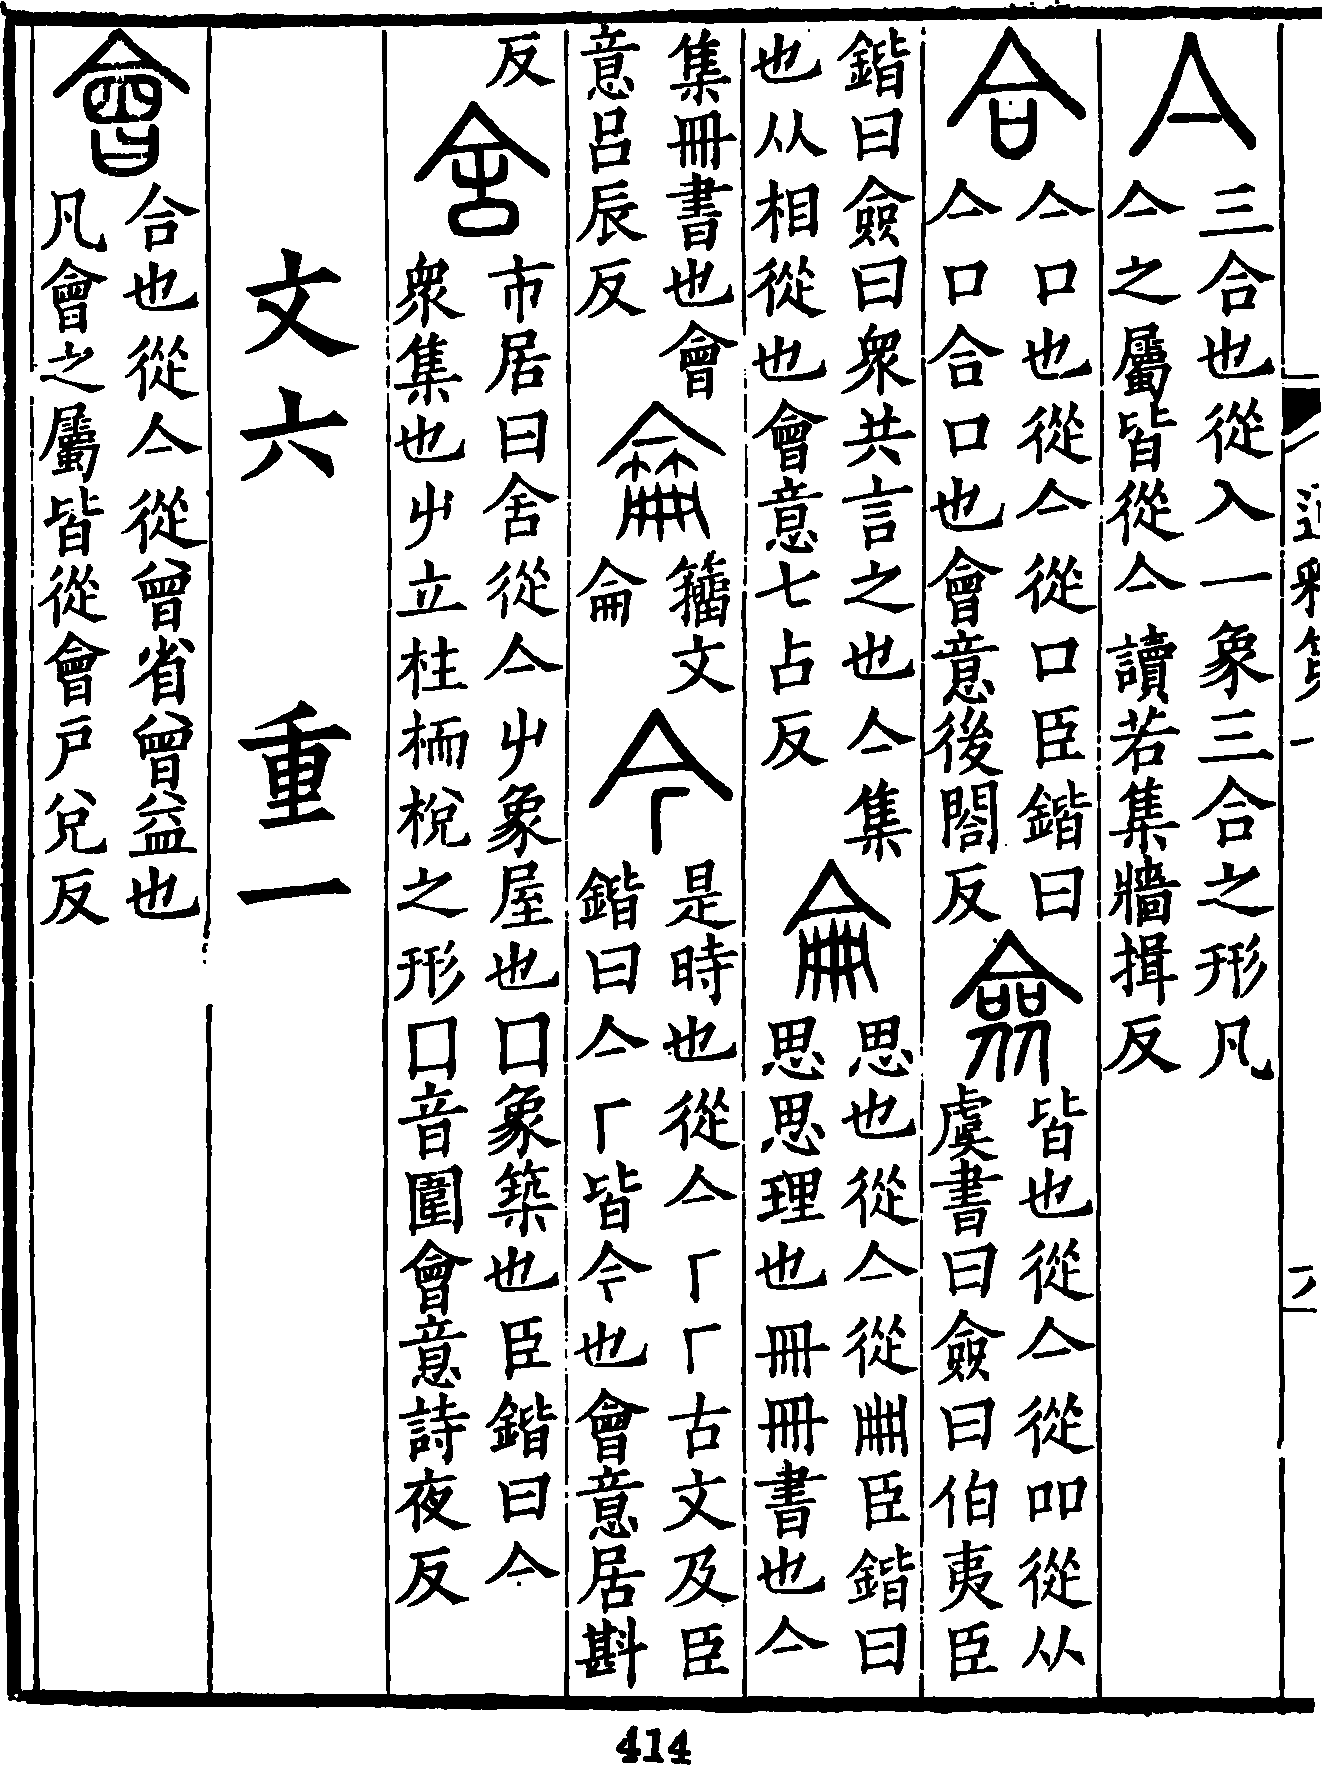 亼
三合也從入一象三合之形凡
亼之屬皆從亼讀若集牆揖反
合
亼口也從亼從口臣鍇曰
亼口合口也會意後閤反
僉
皆也從亼從吅從从
虞書曰僉曰伯夷臣
鍇曰僉曰衆共言之也亼集
也从相從也會意七占反
侖
思也從亼從冊臣鍇曰
思思理也冊冊書也亼
集冊書也會
意呂辰反
籀文
侖
今
是時也從亼𠂆𠂆古文及臣
鍇曰亼𠂆皆今也會意居斟
反
舍
市居曰舍從亼屮象屋也囗象築也臣鍇曰亼
衆集也屮立柱栭梲之形囗音圍會意詩夜反
文六 重一
會
合也從亼從曾省曾益也
凡會之屬皆從會戶兌反
414